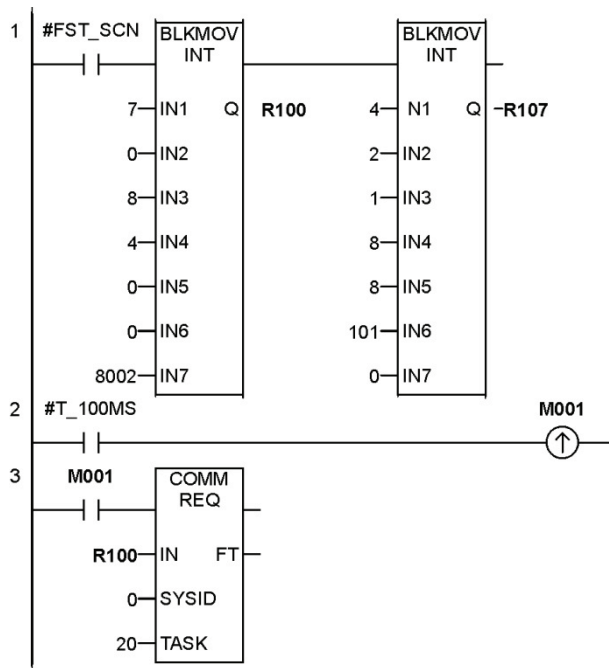 1 #FST_SCN
BLKMOV
INT
BLKMOV
INT
7 IN1 Q R100
0 IN2
8 IN3
4 IN4
0 IN5
0 IN6
8002 IN7
4 N1 Q R107
2 IN2
1 IN3
8 IN4
8 IN5
101 IN6
0 IN7
2 #T_100MS
M001
3 M001
COMM
REQ
R100 IN FT
0 SYSID
20 TASK